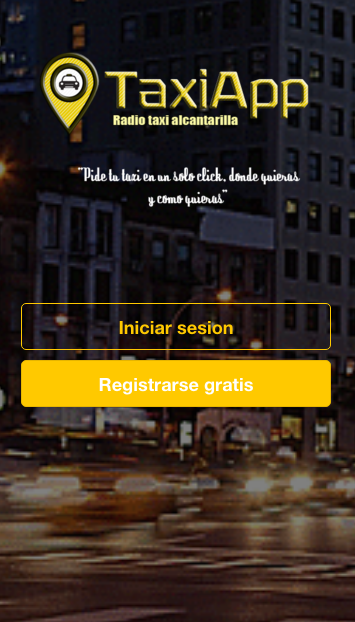 TaxiApp
Radio taxi alcantarilla
"Pide tu taxi en un solo click, donde quieras
y como quieras"
Iniciar sesion
Registrarse gratis